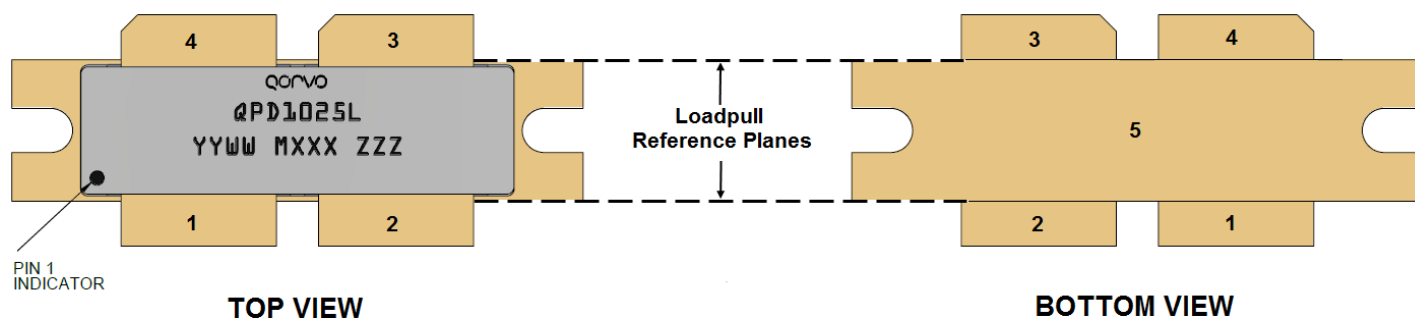 4 3
QORVO
QPD1025L
YYWW MXXX ZZZ
1 2
PIN 1
INDICATOR
TOP VIEW
Loadpull
Reference Planes
3 4
5
2 1
BOTTOM VIEW